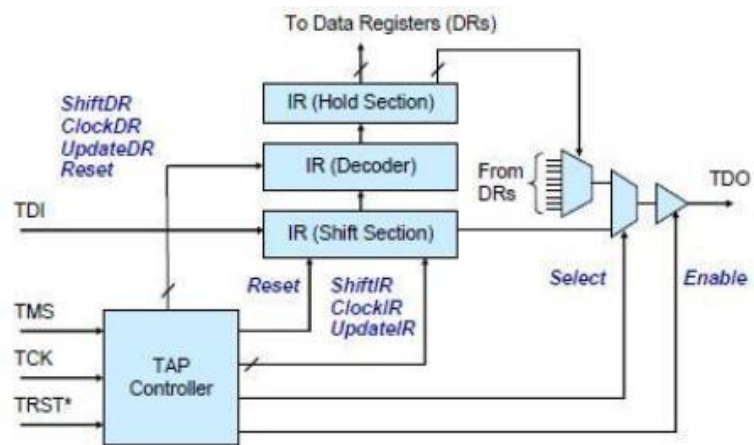 To Data Registers (DRs)
IR (Hold Section)
ShiftDR
ClockDR
UpdateDR
Reset
IR (Decoder)
From
DRs
TDO
TDI
IR (Shift Section)
Reset
ShiftIR
ClockIR
UpdateIR
Select
Enable
TMS
TCK
TRST*
TAP
Controller